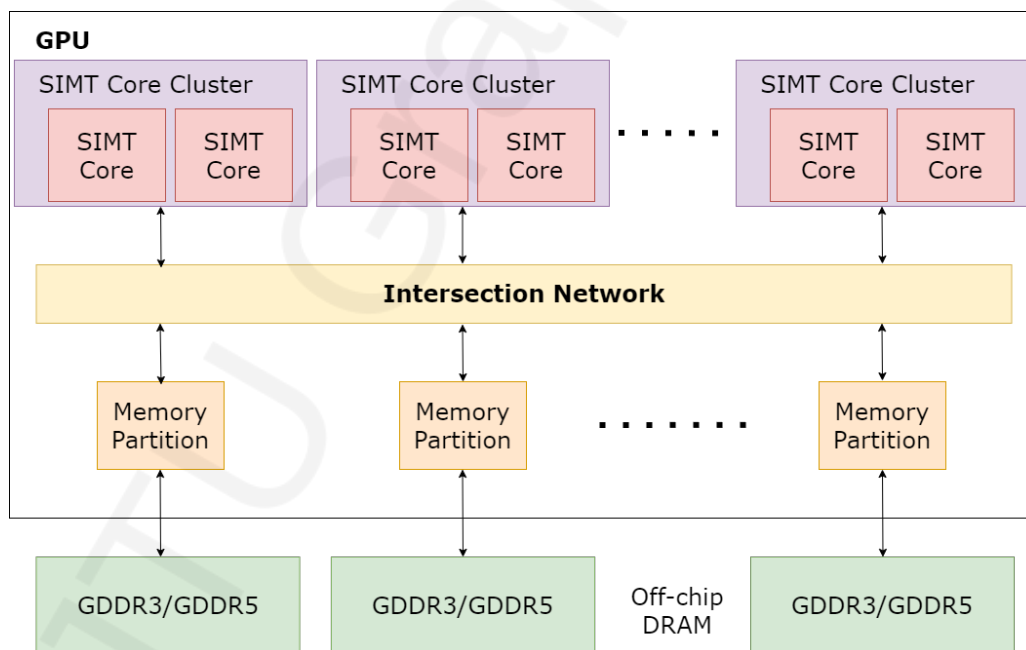 GPU
SIMT Core Cluster
SIMT
Core
SIMT
Core
SIMT Core Cluster
SIMT
Core
SIMT
Core
SIMT Core Cluster
SIMT
Core
SIMT
Core
Intersection Network
Memory
Partition
Memory
Partition
Memory
Partition
GDDR3/GDDR5
GDDR3/GDDR5
Off-chip
DRAM
GDDR3/GDDR5